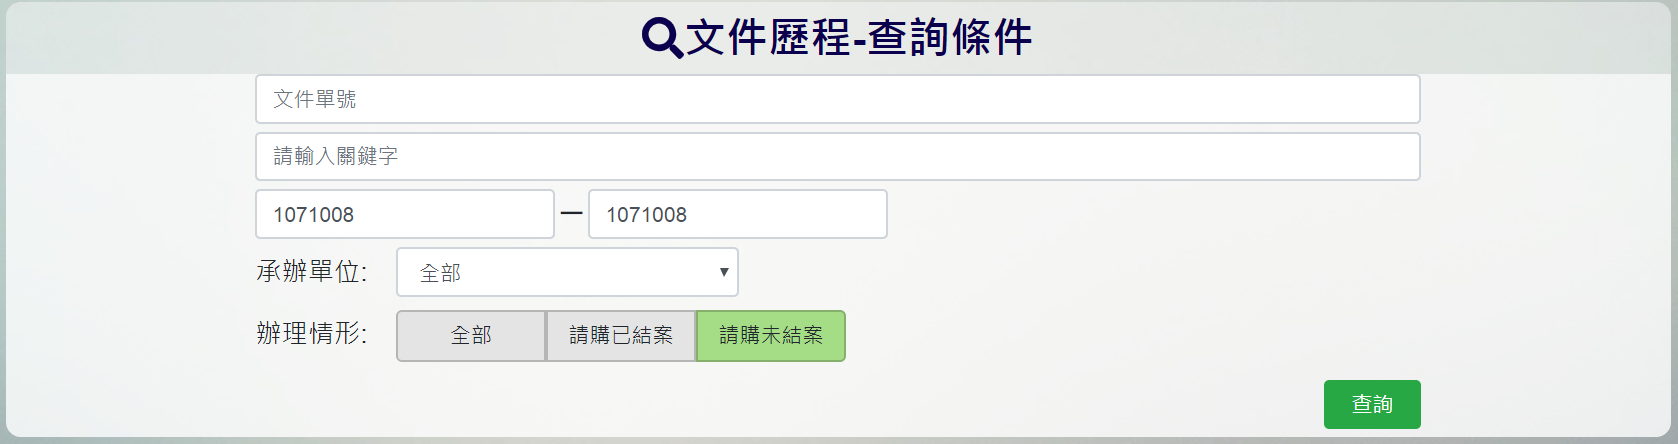 文件歷程-查詢條件
文件單號
請輸入關鍵字
1071008 — 1071008
承辦單位: 全部
辦理情形: 全部 請購已結案 請購未結案
查詢